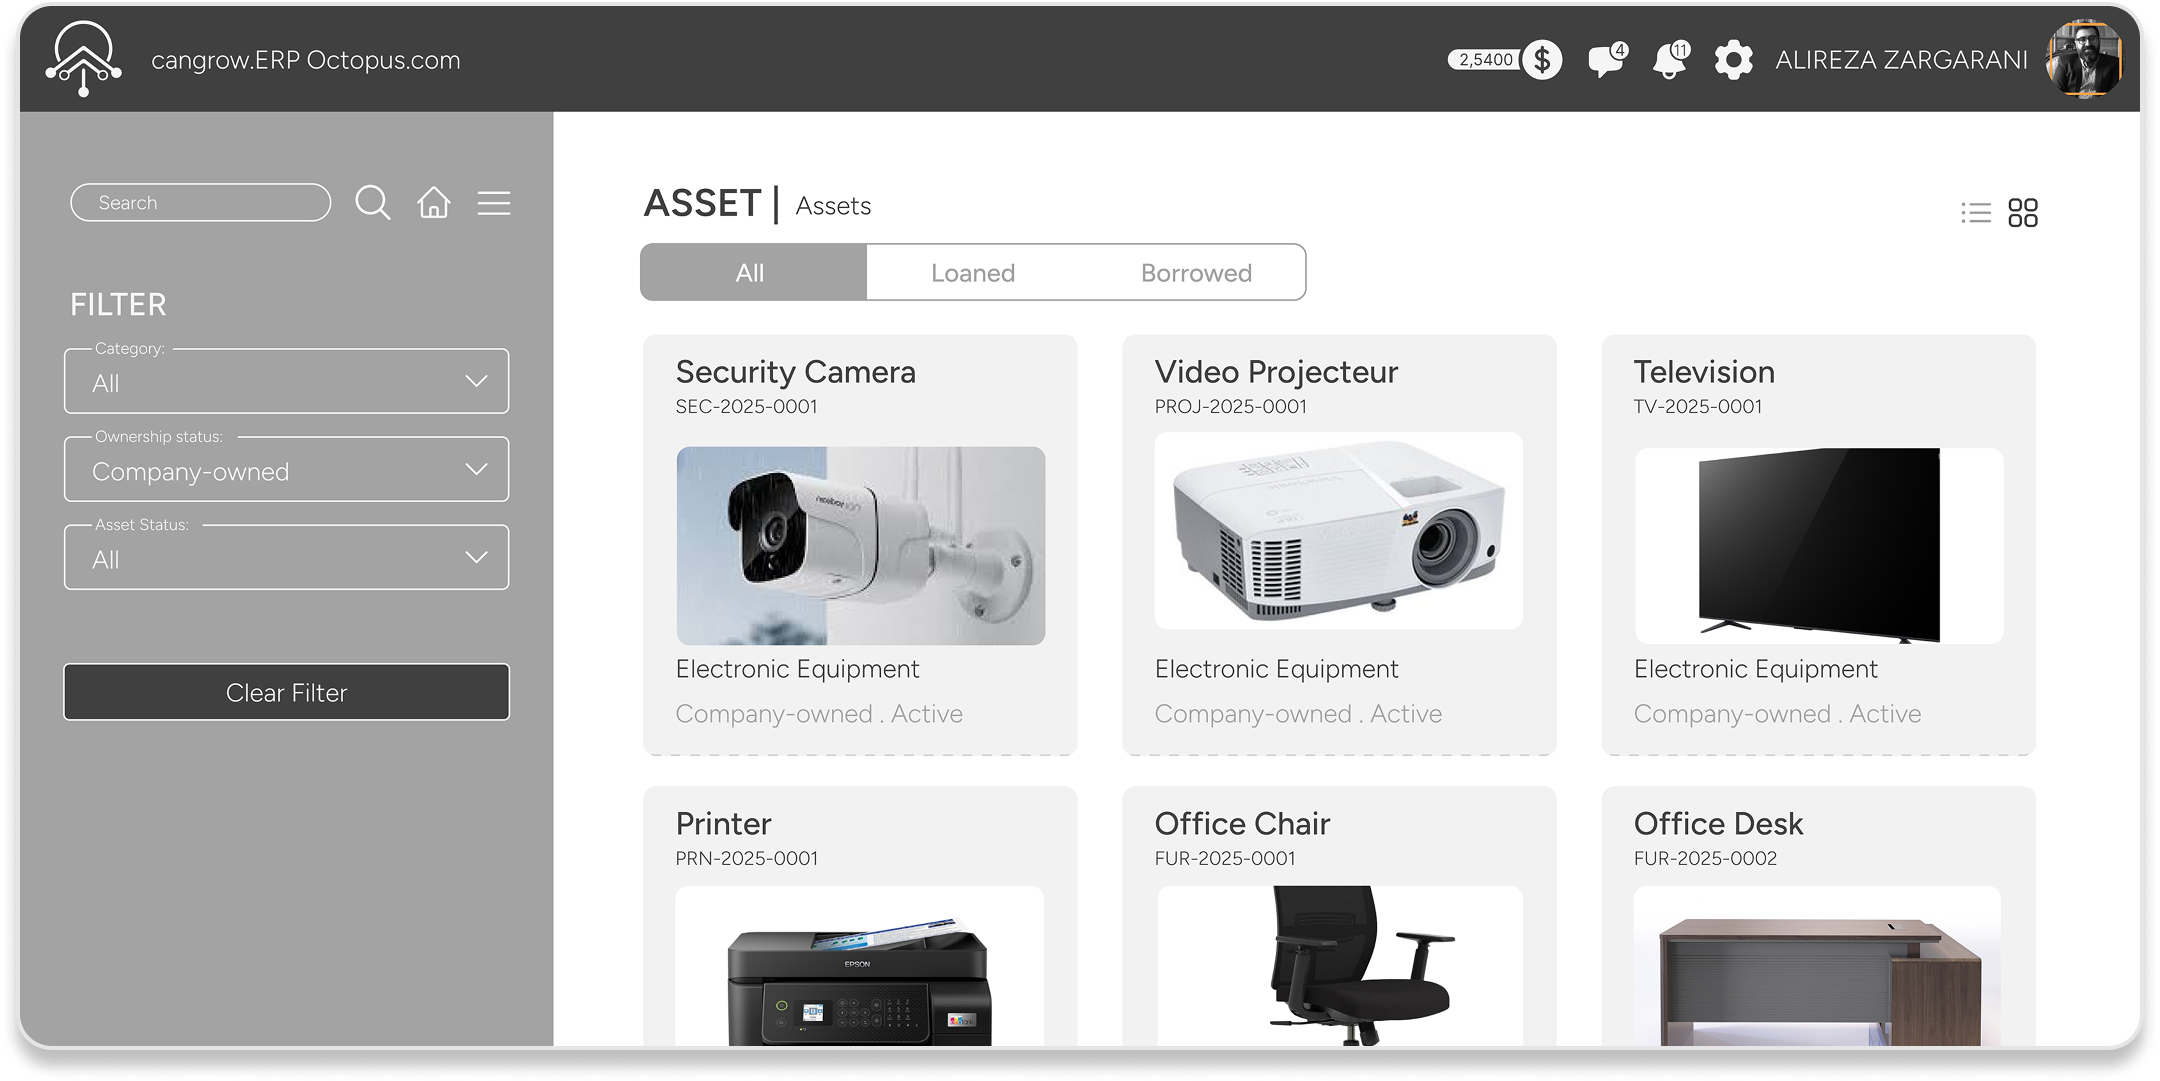 cangrow.ERP Octopus.com
2,5400
$
4
11
ALIREZA ZARGARANI
Search
FILTER
Category:
All
Ownership status:
Company-owned
Asset Status:
All
Clear Filter
ASSET | Assets
All
Loaned
Borrowed
Security Camera
SEC-2025-0001
Electronic Equipment
Company-owned . Active
Video Projecteur
PROJ-2025-0001
Electronic Equipment
Company-owned . Active
Television
TV-2025-0001
Electronic Equipment
Company-owned . Active
Printer
PRN-2025-0001
EPSON
Office Chair
FUR-2025-0001
Office Desk
FUR-2025-0002